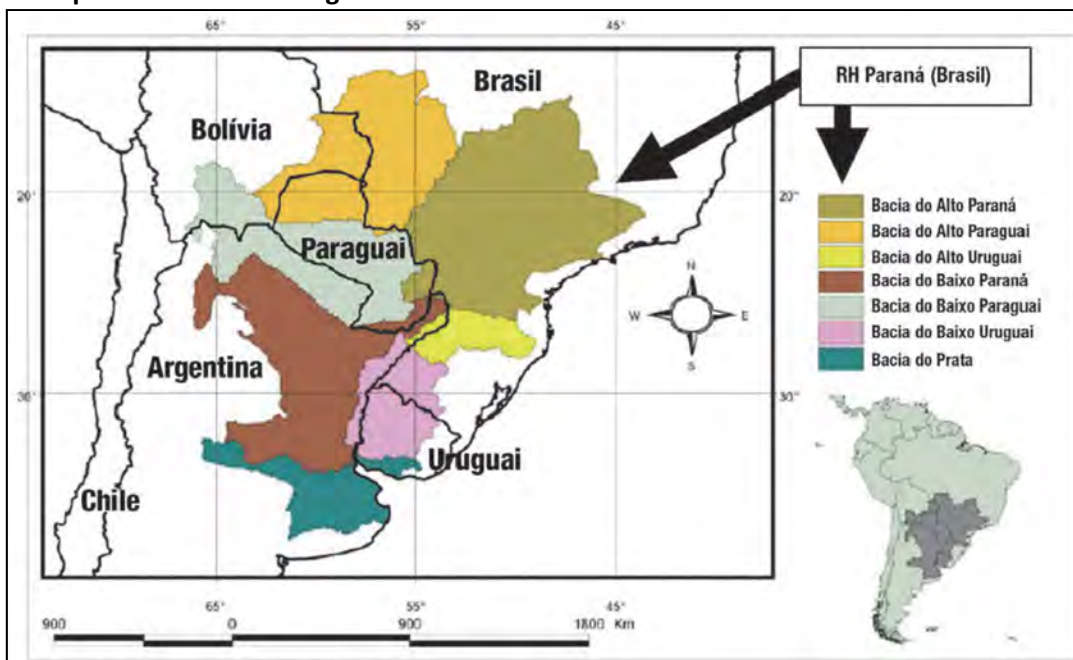 65° 55° 45°
Brasil
RH Paraná (Brasil)
Bolívia
20° 20°
Bacia do Alto Paraná
Bacia do Alto Paraguai
Paraguai
Bacia do Alto Uruguai
N
Bacia do Baixo Paraná
W E
Bacia do Baixo Paraguai
S
Bacia do Baixo Uruguai
Argentina
Bacia do Prata
30° 30°
Uruguai
Chile
65° 55° 45°
900 0 900 1800 Km